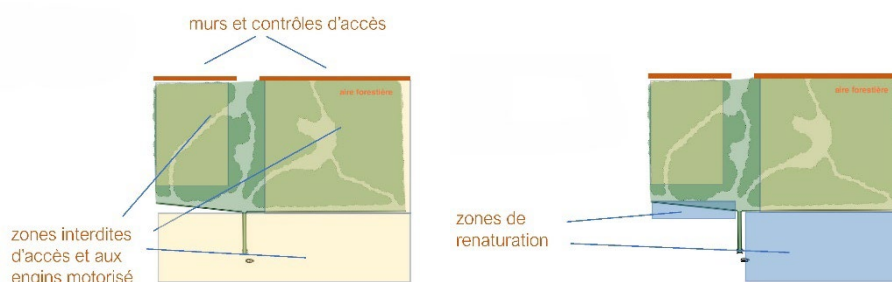 murs et contrôles d'accès
aire forestière
zones interdites
d'accès et aux
engins motorisé
aire forestière
zones de
renaturation